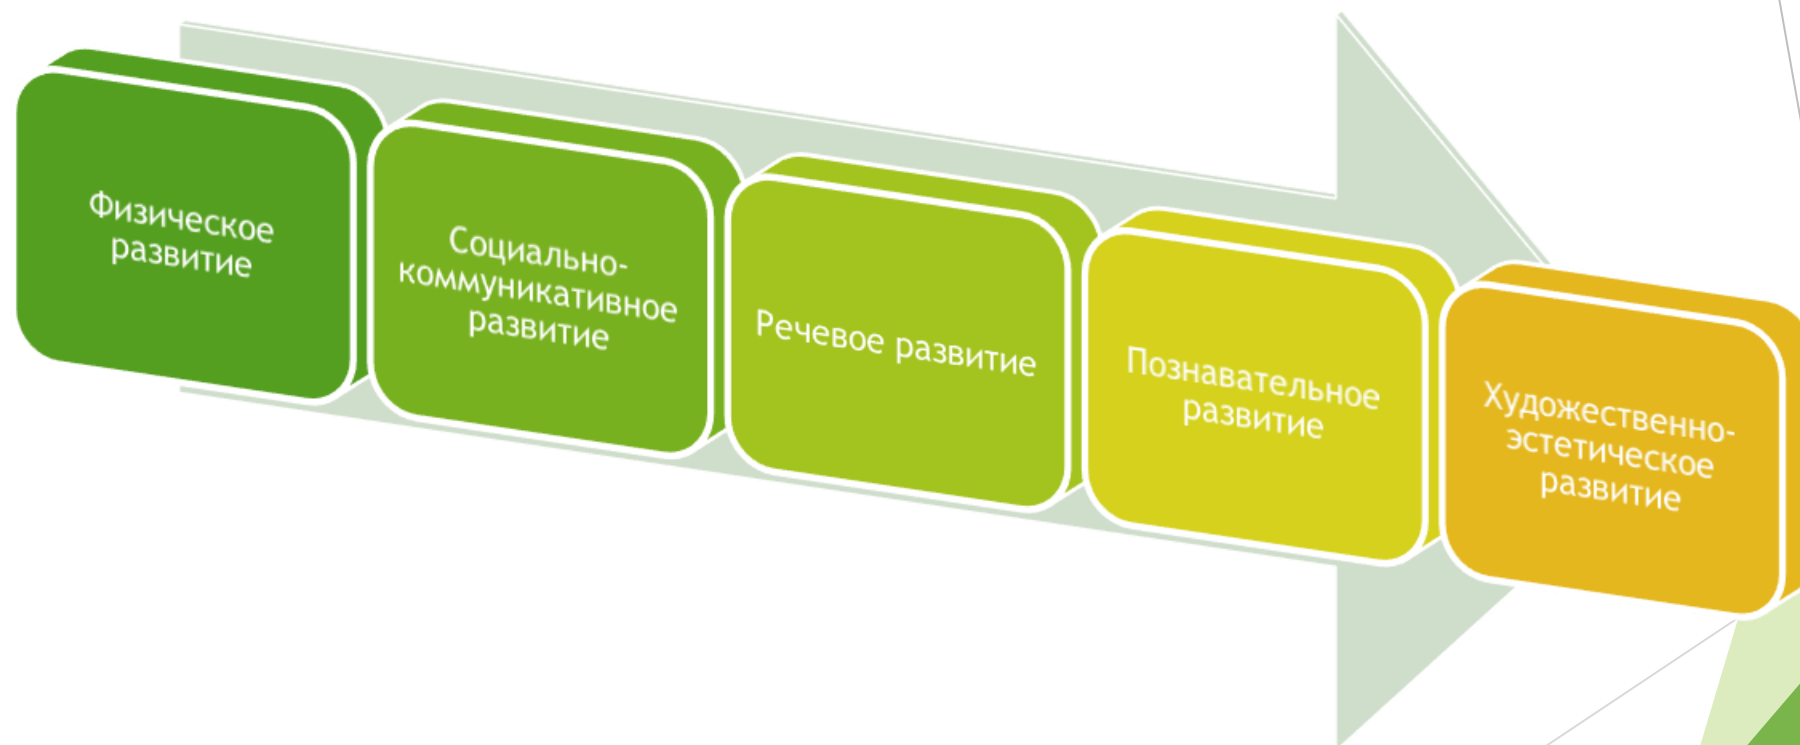 Физическое
развитие
Социально-
коммуникативное
развитие
Речевое развитие
Познавательное
развитие
Художественно-
эстетическое
развитие